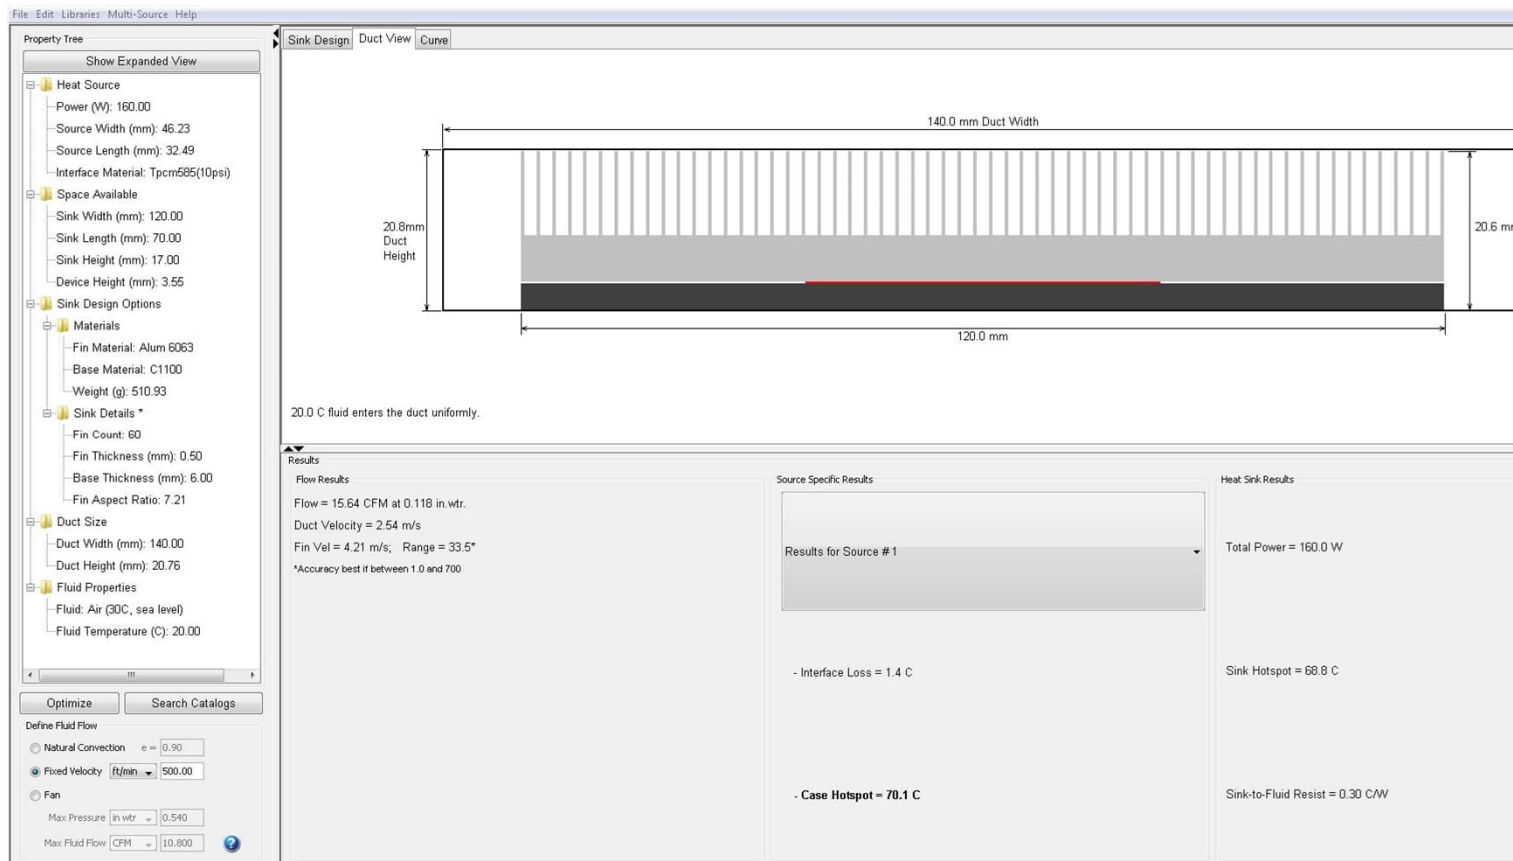 File Edit Libraries Multi-Source Help
Property Tree
Show Expanded View
Heat Source
Power (W): 160.00
Source Width (mm): 46.23
Source Length (mm): 32.49
Interface Material: Tpcm585(10psi)
Space Available
Sink Width (mm): 120.00
Sink Length (mm): 70.00
Sink Height (mm): 17.00
Device Height (mm): 3.55
Sink Design Options
Materials
Fin Material: Alum 6063
Base Material: C1100
Weight (g): 510.93
Sink Details *
Fin Count: 60
Fin Thickness (mm): 0.50
Base Thickness (mm): 6.00
Fin Aspect Ratio: 7.21
Duct Size
Duct Width (mm): 140.00
Duct Height (mm): 20.76
Fluid Properties
Fluid: Air (30C, sea level)
Fluid Temperature (C): 20.00
Optimize Search Catalogs
Define Fluid Flow
Natural Convection e = 0.90
Fixed Velocity ft/min 500.00
Fan
Max Pressure in wtr 0.540
Max Fluid Flow CFM 10.800 ?
Sink Design Duct View Curve
140.0 mm Duct Width
20.8mm
Duct
Height
20.6 mm
120.0 mm
20.0 C fluid enters the duct uniformly.
Results
Flow Results
Flow = 15.64 CFM at 0.118 in.wtr.
Duct Velocity = 2.54 m/s
Fin Vel = 4.21 m/s; Range = 33.5*
*Accuracy best if between 1.0 and 700
Source Specific Results
Results for Source # 1
- Interface Loss = 1.4 C
- Case Hotspot = 70.1 C
Heat Sink Results
Total Power = 160.0 W
Sink Hotspot = 68.8 C
Sink-to-Fluid Resist = 0.30 C/W